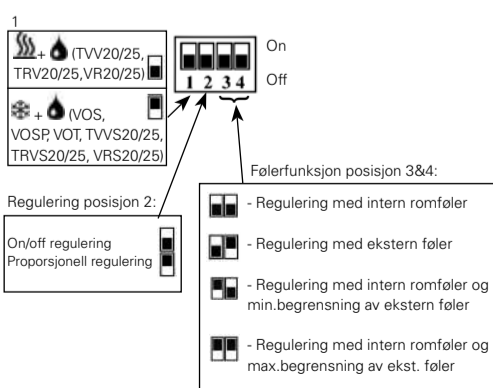 1
+ (TVV20/25,
TRV20/25,VR20/25)
+ (VOS,
VOSP, VOT, TVVS20/25,
TRVS20/25, VRS20/25)
On
Off
1 2 3 4
Følerfunksjon posisjon 3&4:
Regulering posisjon 2:
On/off regulering
Proporsjonell regulering
- Regulering med intern romføler
- Regulering med ekstern føler
- Regulering med intern romføler og
min.begrensning av ekstern føler
- Regulering med intern romføler og
max.begrensning av ekst. føler